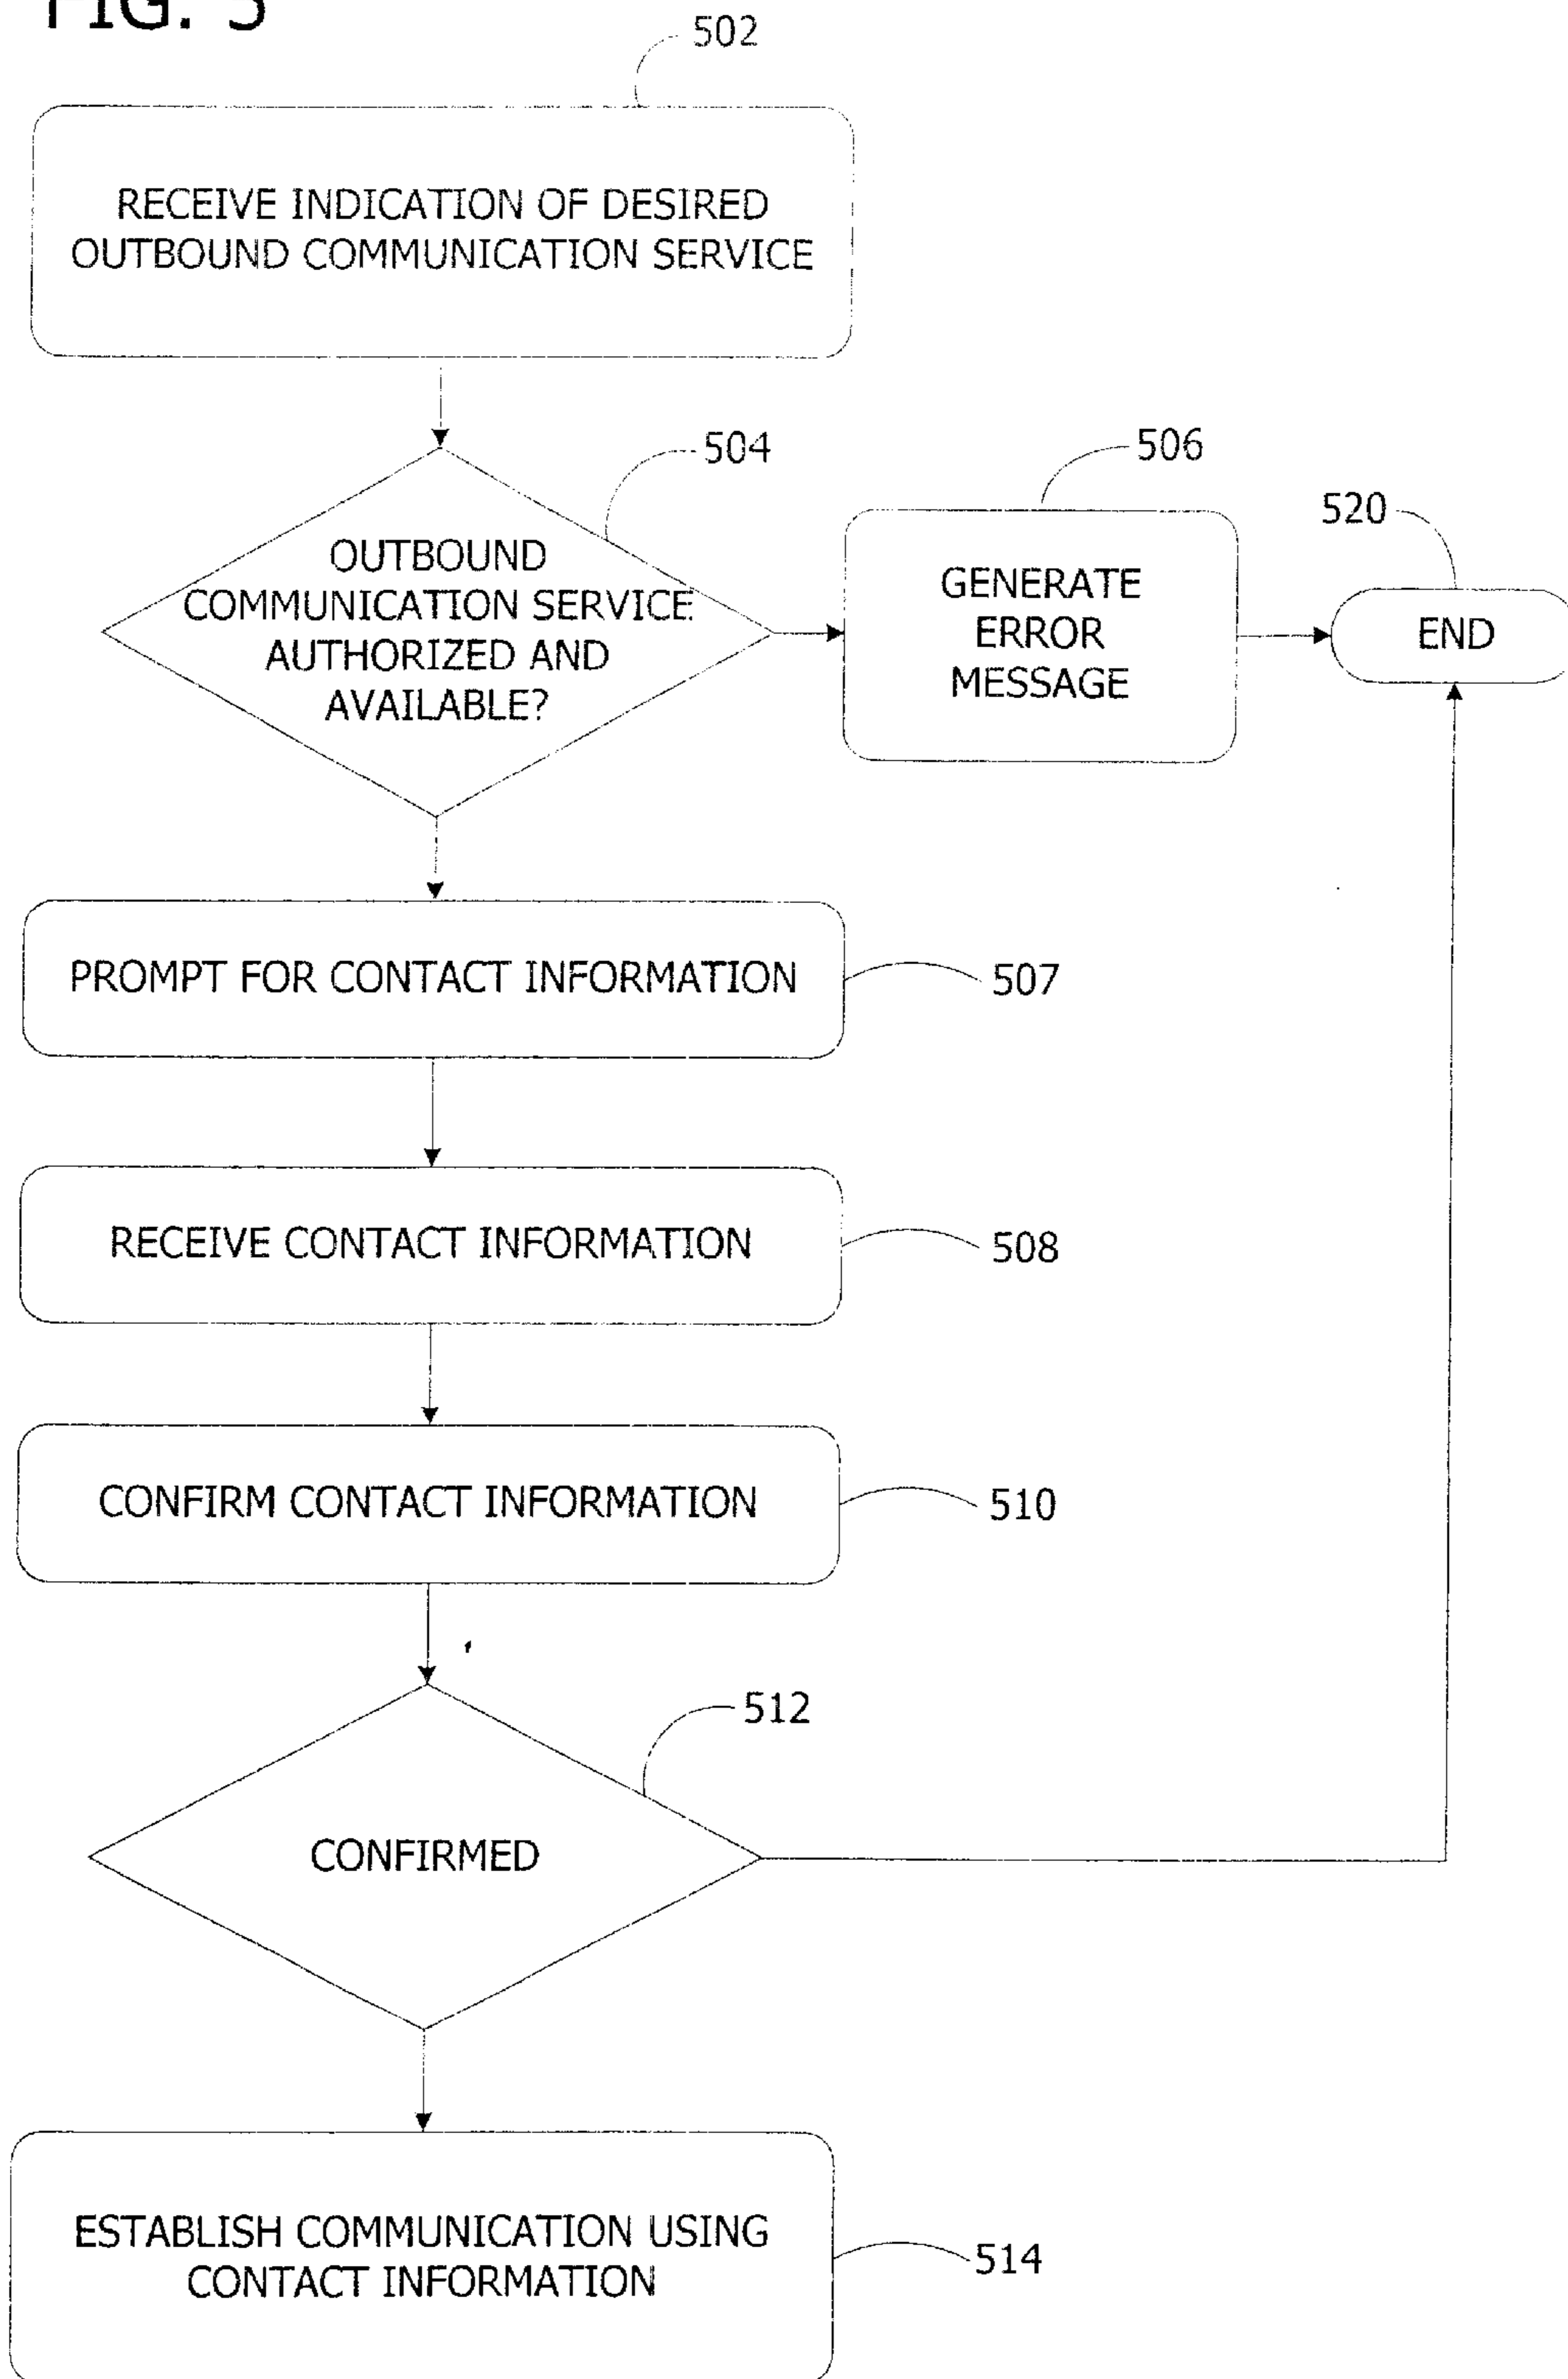 FIG. 5
502
RECEIVE INDICATION OF DESIRED
OUTBOUND COMMUNICATION SERVICE
504
OUTBOUND
COMMUNICATION SERVICE
AUTHORIZED AND
AVAILABLE?
506
GENERATE
ERROR
MESSAGE
520
END
PROMPT FOR CONTACT INFORMATION
507
RECEIVE CONTACT INFORMATION
508
CONFIRM CONTACT INFORMATION
510
512
CONFIRMED
ESTABLISH COMMUNICATION USING
CONTACT INFORMATION
514